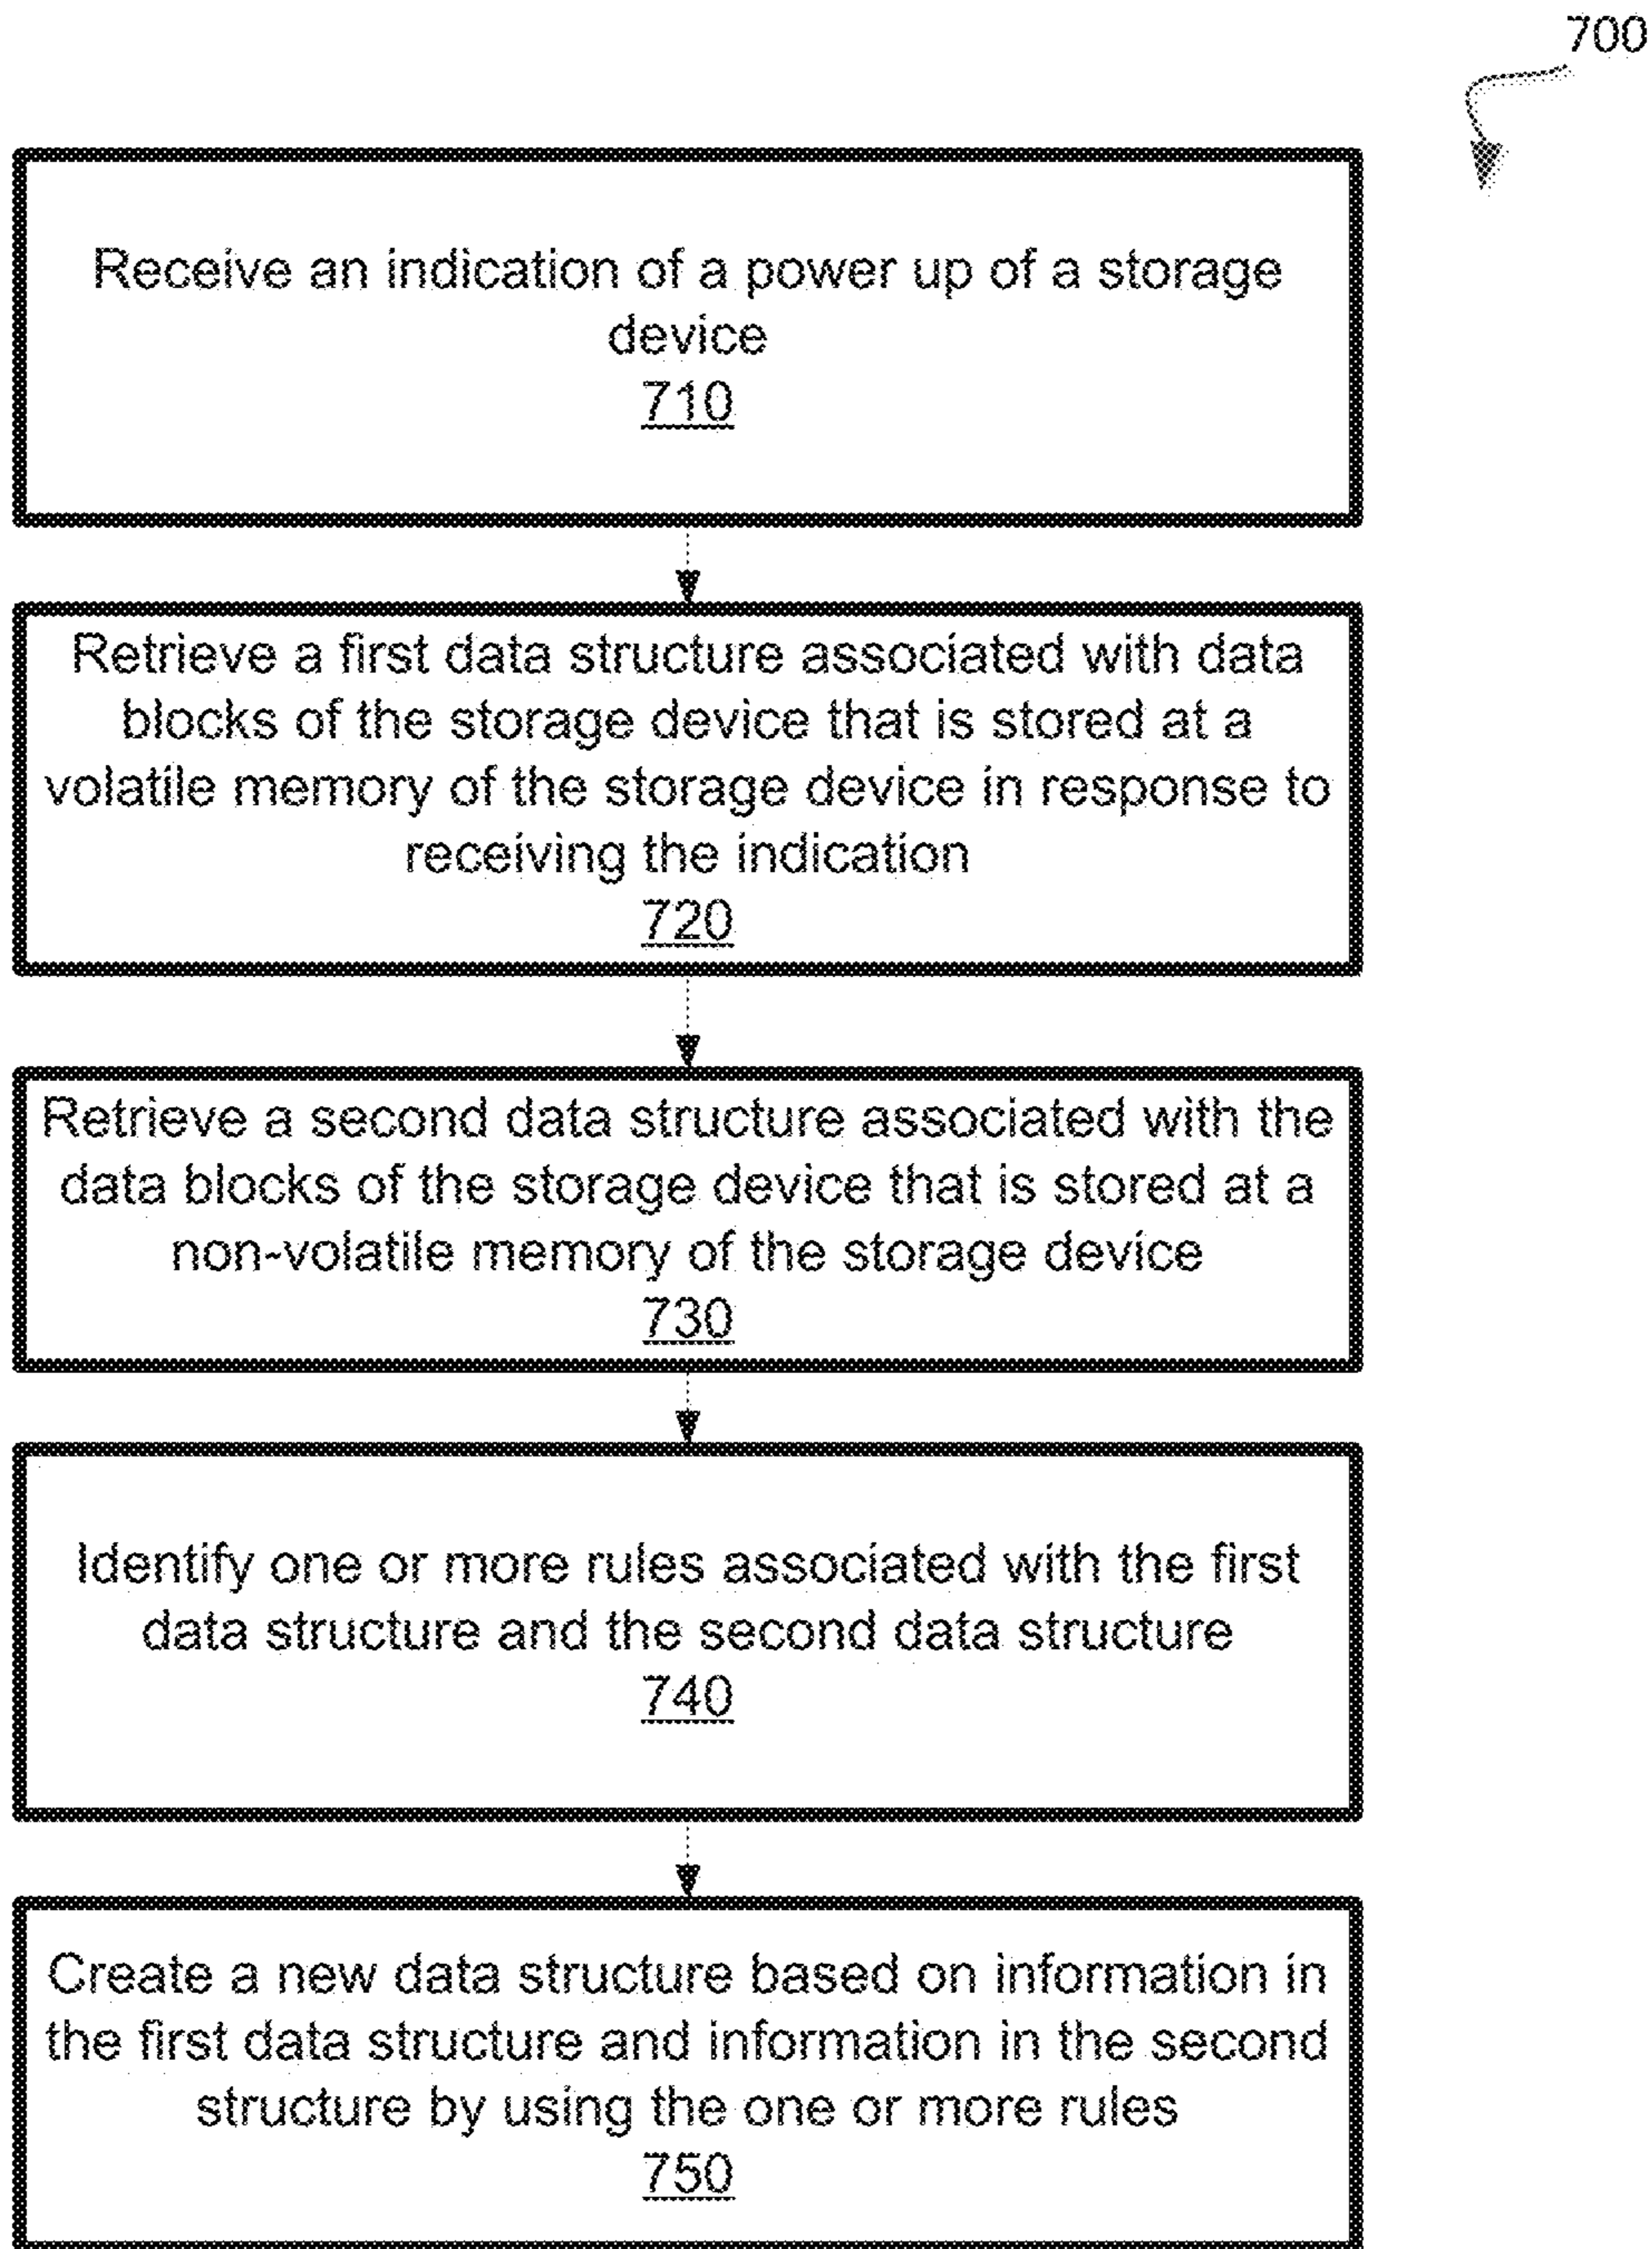 700
Receive an indication of a power up of a storage
device
710
Retrieve a first data structure associated with data
blocks of the storage device that is stored at a
volatile memory of the storage device in response to
receiving the indication
720
Retrieve a second data structure associated with the
data blocks of the storage device that is stored at a
non-volatile memory of the storage device
730
Identify one or more rules associated with the first
data structure and the second data structure
740
Create a new data structure based on information in
the first data structure and information in the second
structure by using the one or more rules
750